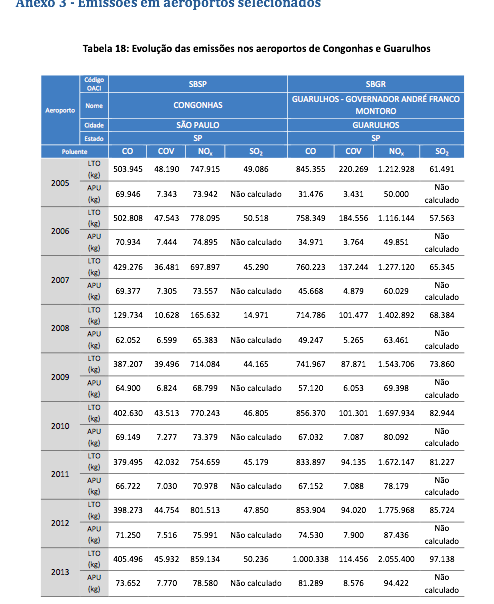 Anexo 3 - Emissões em aeroportos selecionados
Tabela 18: Evolução das emissões nos aeroportos de Congonhas e Guarulhos
Aeroporto
Código OACI SBSP SBGR
Nome CONGONHAS GUARULHOS - GOVERNADOR ANDRÉ FRANCO MONTORO
Cidade SÃO PAULO GUARULHOS
Estado SP SP
Poluente CO COV NOx SO2 CO COV NOx SO2
2005
LTO (kg) 503.945 48.190 747.915 49.086 845.355 220.269 1.212.928 61.491
APU (kg) 69.946 7.343 73.942 Não calculado 31.476 3.431 50.000 Não calculado
2006
LTO (kg) 502.808 47.543 778.095 50.518 758.349 184.556 1.116.144 57.563
APU (kg) 70.934 7.444 74.895 Não calculado 34.971 3.764 49.851 Não calculado
2007
LTO (kg) 429.276 36.481 697.897 45.290 760.223 137.244 1.277.120 65.345
APU (kg) 69.377 7.305 73.557 Não calculado 45.668 4.879 60.029 Não calculado
2008
LTO (kg) 129.734 10.628 165.632 14.971 714.786 101.477 1.402.892 68.384
APU (kg) 62.052 6.599 65.383 Não calculado 49.247 5.265 63.461 Não calculado
2009
LTO (kg) 387.207 39.496 714.084 44.165 741.967 87.871 1.543.706 73.860
APU (kg) 64.900 6.824 68.799 Não calculado 57.120 6.053 69.398 Não calculado
2010
LTO (kg) 402.630 43.513 770.243 46.805 856.370 101.301 1.697.934 82.944
APU (kg) 69.149 7.277 73.379 Não calculado 67.032 7.087 80.092 Não calculado
2011
LTO (kg) 379.495 42.032 754.659 45.179 833.897 94.135 1.672.147 81.227
APU (kg) 66.722 7.030 70.978 Não calculado 67.152 7.088 78.179 Não calculado
2012
LTO (kg) 398.273 44.754 801.513 47.850 853.904 94.020 1.775.968 85.724
APU (kg) 71.250 7.516 75.991 Não calculado 74.530 7.900 87.436 Não calculado
2013
LTO (kg) 405.496 45.932 859.134 50.236 1.000.338 114.456 2.055.400 97.138
APU (kg) 73.652 7.770 78.580 Não calculado 81.289 8.576 94.422 Não calculado